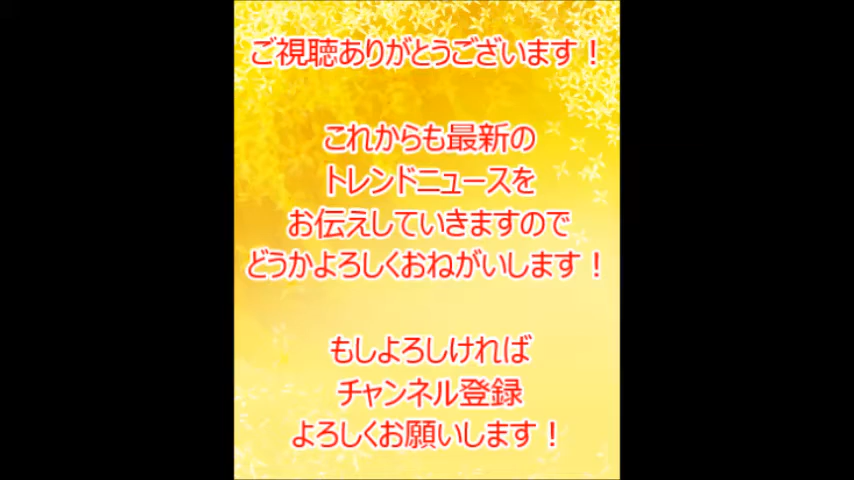 ご視聴ありがとうございます！
これからも最新の
トレンドニュースを
お伝えしていきますので
どうかよろしくおねがいします！
もしよろしければ
チャンネル登録
よろしくお願いします！